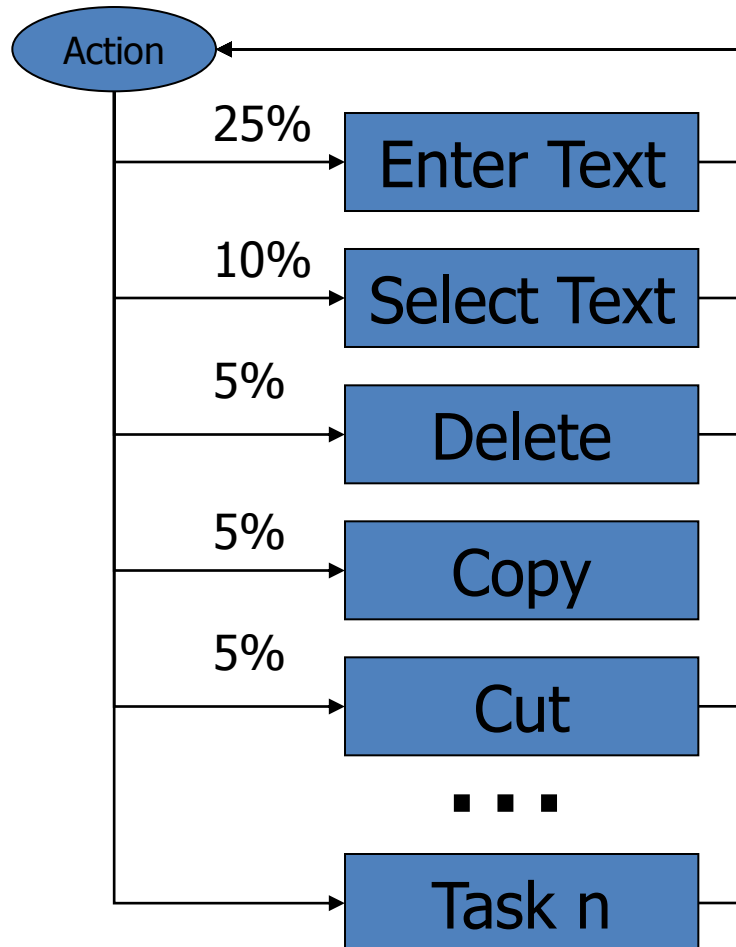 Action
25%
Enter Text
10%
Select Text
5%
Delete
5%
Copy
5%
Cut
...
Task n